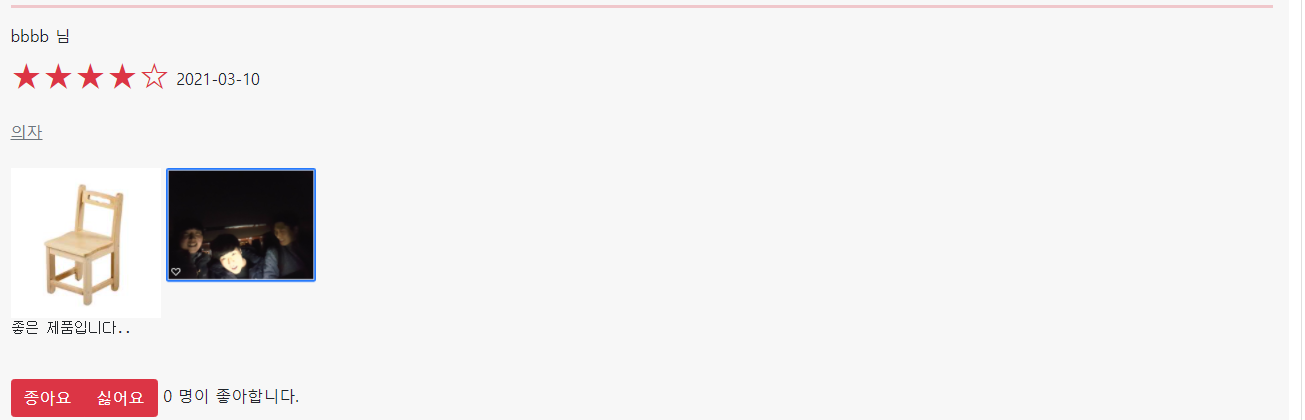 bbbb 님
★★★★☆ 2021-03-10
의자
좋은 제품입니다..
좋아요 싫어요 0 명이 좋아합니다.